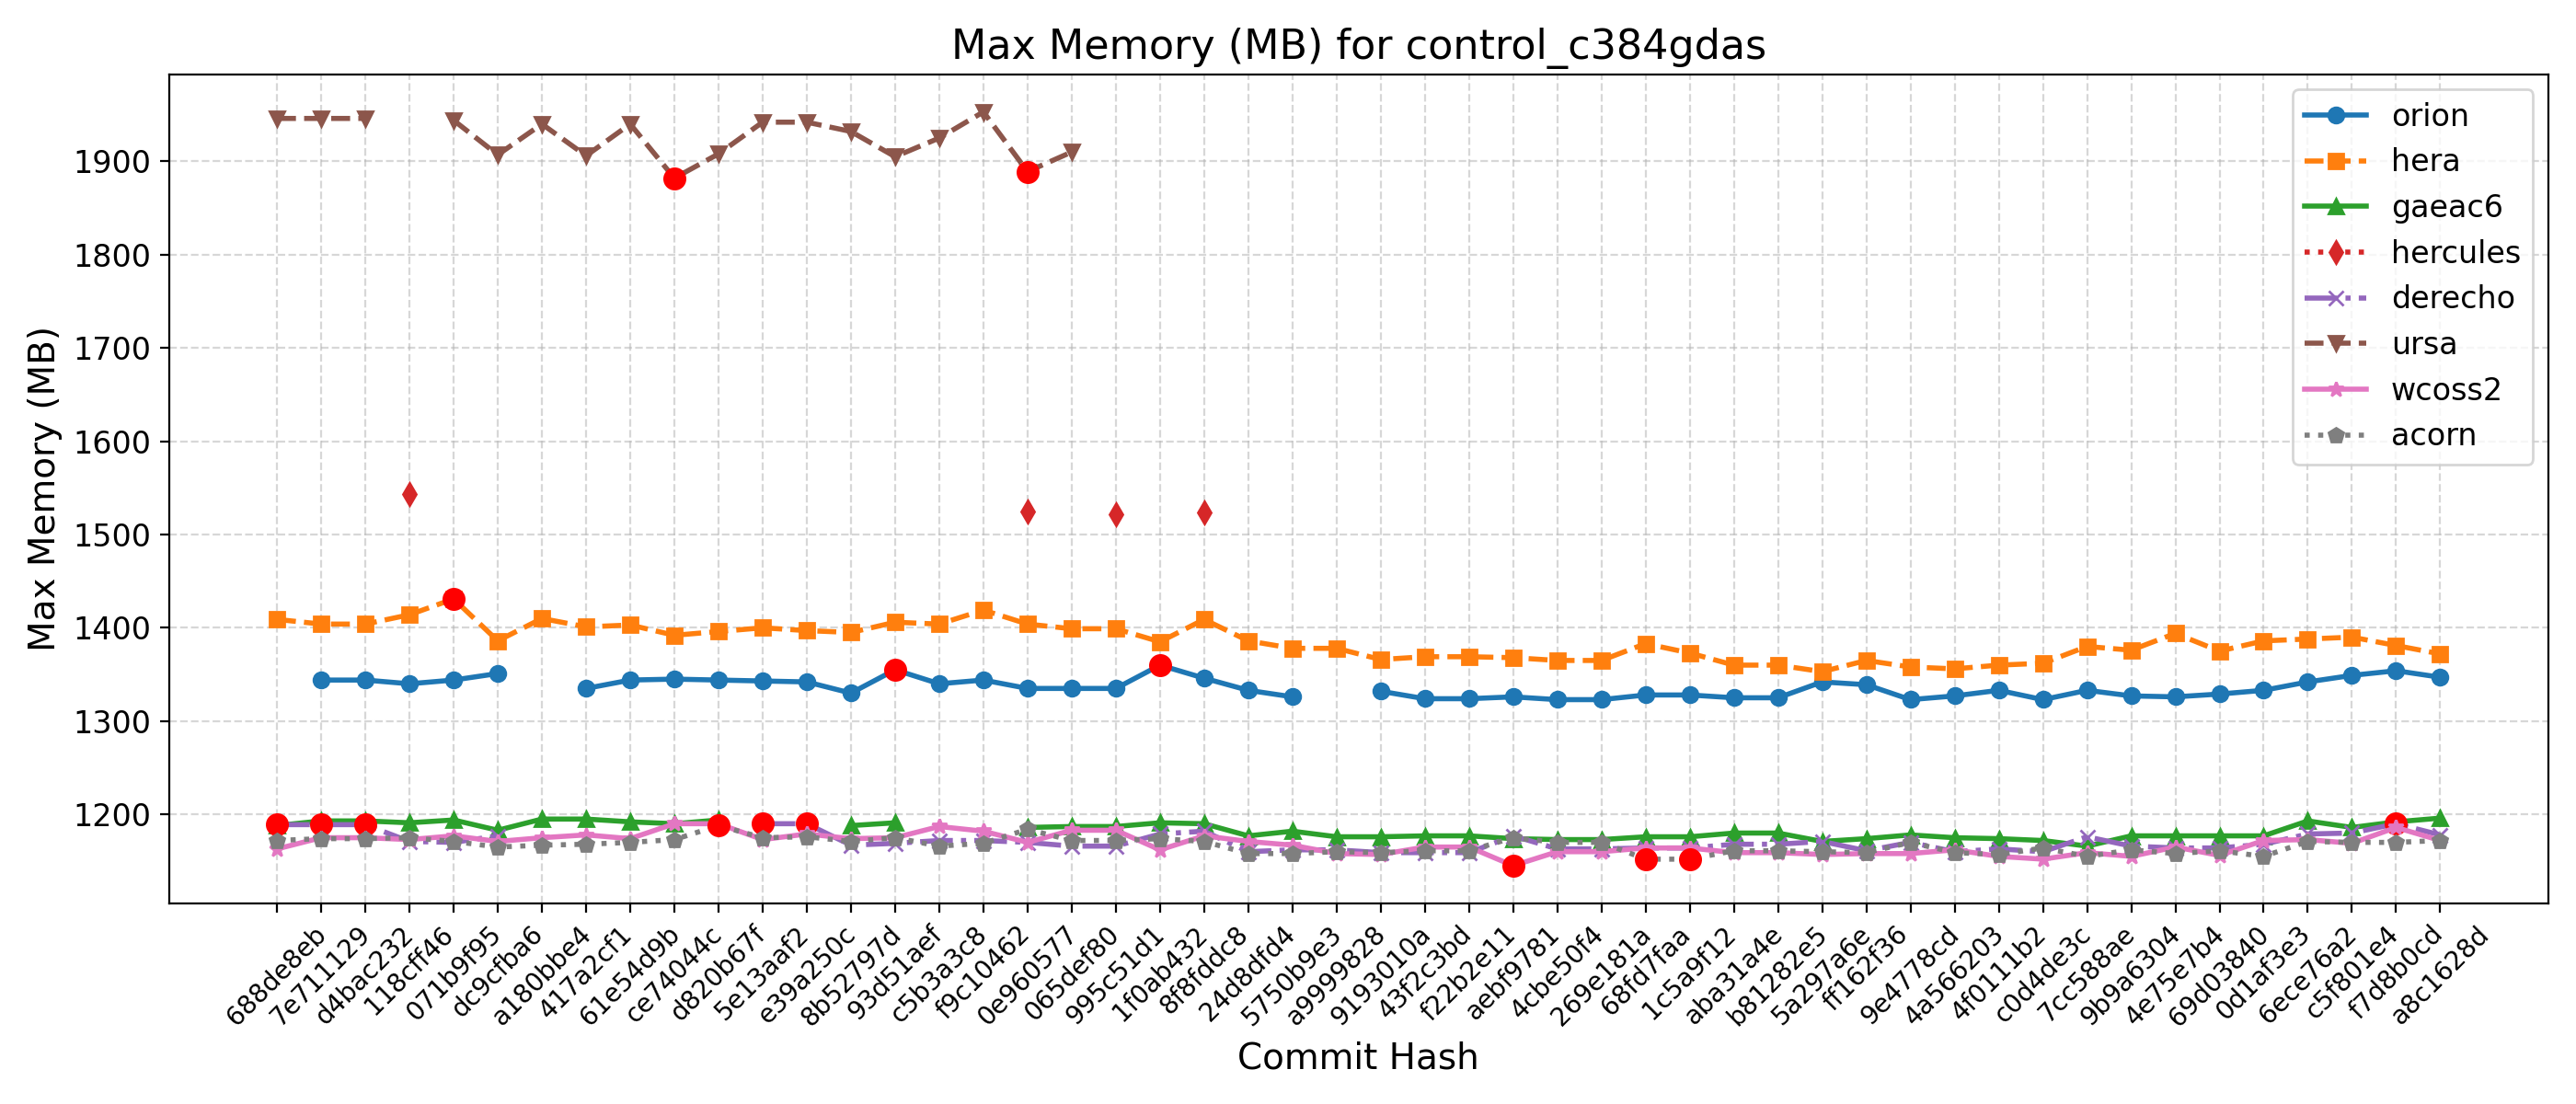 Max Memory (MB) for control_c384gdas
Max Memory (MB)
1900
1800
1700
1600
1500
1400
1300
1200
orion
hera
gaeac6
hercules
derecho
ursa
wcoss2
acorn
688de8eb
7e711129
d4bac232
118cff46
071b9f95
dc9cfba6
a180bbe4
417a2cf1
61e54d9b
ce74044c
d820b67f
5e13aaf2
e39a250c
8b52797d
93d51aef
c5b3a3c8
f9c10462
0e960577
065def80
995c51d1
1f0ab432
8f8fddc8
24d8dfd4
5750b9e3
a9999828
9193010a
43f2c3bd
f22b2e11
aebf9781
4cbe50f4
269e181a
68fd7faa
1c5a9f12
aba31a4e
b81282e5
5a297a6e
ff162f36
9e4778cd
4a566203
4f0111b2
c0d4de3c
7cc588ae
9b9a6304
4e75e7b4
69d03840
0d1af3e3
6ece76a2
c5f801e4
f7d8b0cd
a8c1628d
Commit Hash